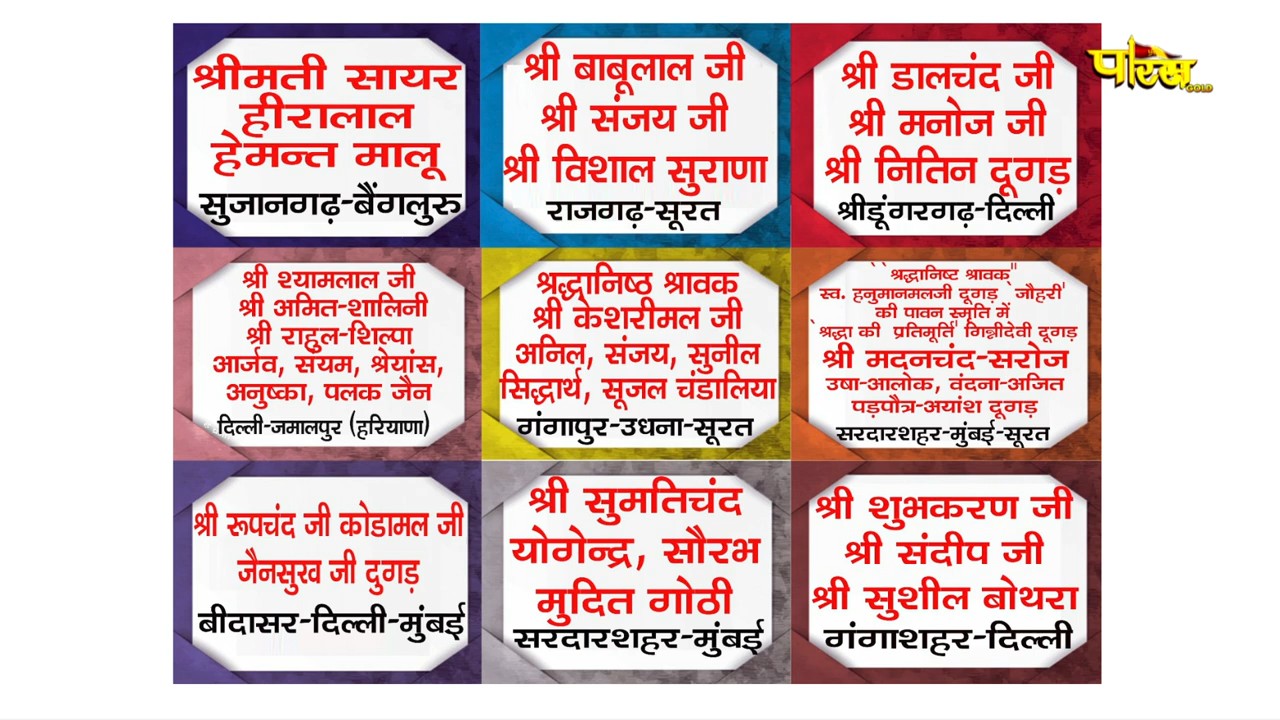 श्रीमती सायर
हीरालाल
हेमन्त मालू
सुजानगढ़-बैंगलुरु
श्री बाबूलाल जी
श्री संजय जी
श्री विशाल सुराणा
राजगढ़-सूरत
श्री डालचंद जी
श्री मनोज जी
श्री नितिन दूगड़
श्रीडूंगरगढ़-दिल्ली
पारस
GOLD
श्री श्यामलाल जी
श्री अमित-शालिनी
श्री राहुल-शिल्पा
आर्जव, संयम, श्रेयांस,
अनुष्का, पलक जैन
दिल्ली-जमालपुर (हरियाणा)
श्रद्धानिष्ठ श्रावक
श्री केशरीमल जी
अनिल, संजय, सुनील
सिद्धार्थ, सूजल चंडालिया
गंगापुर-उधना-सूरत
``श्रद्धानिष्ट श्रावक"
स्व. हनुमानमलजी दूगड़ `जौहरी'
की पावन स्मृति में
`श्रद्धा की प्रतिमूर्ति' गिन्नीदेवी दूगड़
श्री मदनचंद-सरोज
उषा-आलोक, वंदना-अजित
पड़पौत्र-अयांश दूगड़
सरदारशहर-मुंबई-सूरत
श्री रूपचंद जी कोडामल जी
जैनसुख जी दुगड़
बीदासर-दिल्ली-मुंबई
श्री सुमतिचंद
योगेन्द्र, सौरभ
मुदित गोठी
सरदारशहर-मुंबई
श्री शुभकरण जी
श्री संदीप जी
श्री सुशील बोथरा
गंगाशहर-दिल्ली